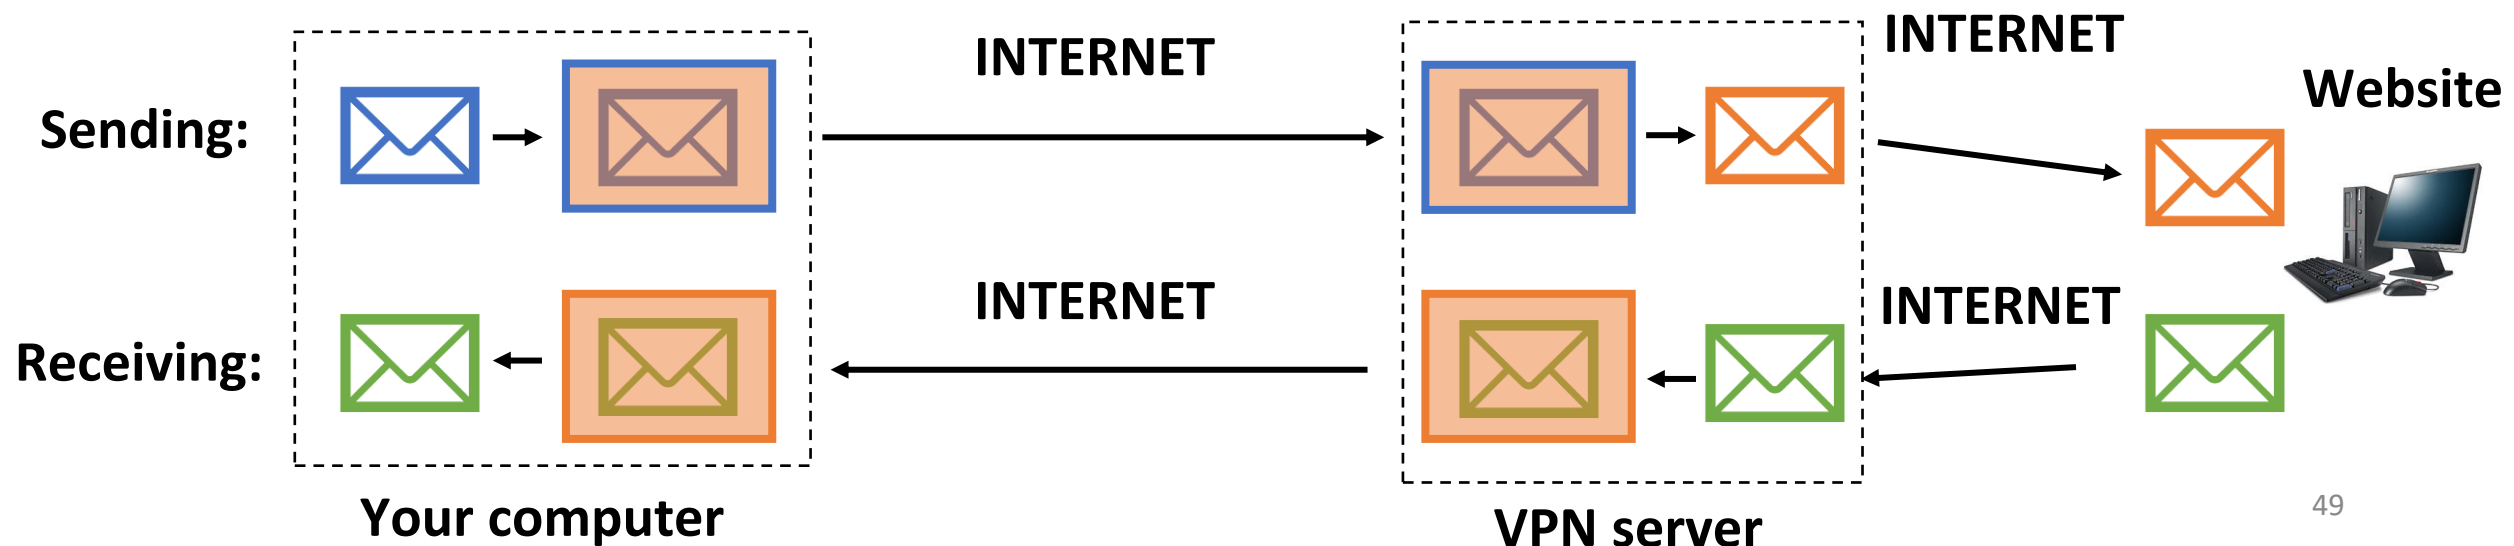 INTERNET
INTERNET
Website
Sending:
INTERNET
INTERNET
Receiving:
Your computer
VPN server
49